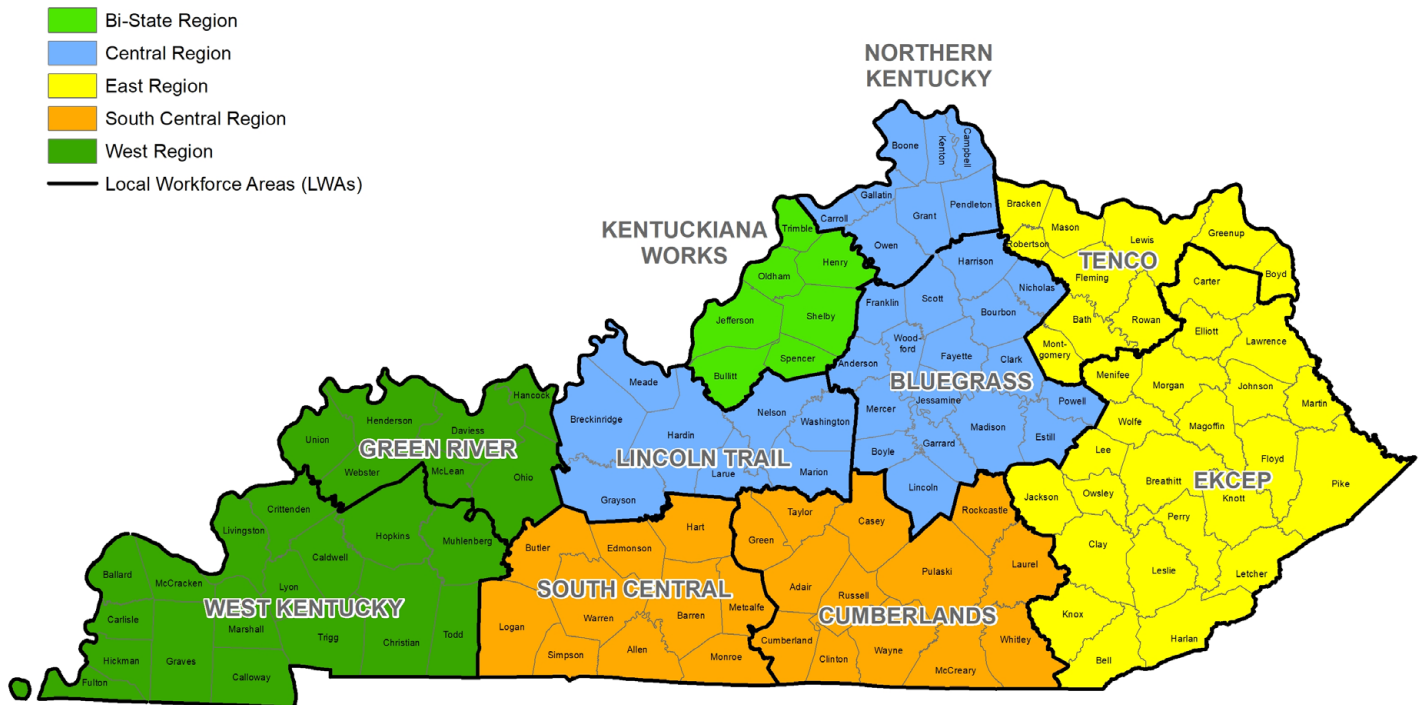 Bi-State Region
Central Region
East Region
South Central Region
West Region
Local Workforce Areas (LWAs)
NORTHERN
KENTUCKY
Boone
Kenton
Campbell
Gallatin
Carroll
Grant
Pendleton
Owen
KENTUCKIANA
WORKS
Trimble
Henry
Oldham
Jefferson
Shelby
Spencer
Bullitt
TENCO
Bracken
Mason
Robertson
Lewis
Greenup
Boyd
Fleming
Bath
Rowan
Mont-
gomery
BLUEGRASS
Harrison
Nicholas
Franklin
Scott
Bourbon
Wood-
ford
Anderson
Fayette
Clark
Jessamine
Powell
Mercer
Madison
Estill
Boyle
Garrard
Lincoln
EKCEP
Carter
Elliott
Lawrence
Menifee
Morgan
Johnson
Martin
Wolfe
Magoffin
Lee
Floyd
Breathitt
Pike
Jackson
Owsley
Knott
Perry
Clay
Leslie
Letcher
Knox
Harlan
Bell
LINCOLN TRAIL
Meade
Breckinridge
Nelson
Washington
Hardin
Larue
Marion
Grayson
GREEN RIVER
Hancock
Henderson
Union
Daviess
Webster
McLean
Ohio
WEST KENTUCKY
Crittenden
Livingston
Hopkins
Muhlenberg
Caldwell
Ballard
McCracken
Lyon
Carlisle
Marshall
Trigg
Christian
Todd
Hickman
Graves
Calloway
Fulton
SOUTH CENTRAL
Hart
Butler
Edmonson
Metcalfe
Barren
Warren
Logan
Allen
Simpson
Monroe
CUMBERLANDS
Taylor
Casey
Rockcastle
Green
Laurel
Pulaski
Adair
Russell
Cumberland
Whitley
Wayne
Clinton
McCreary